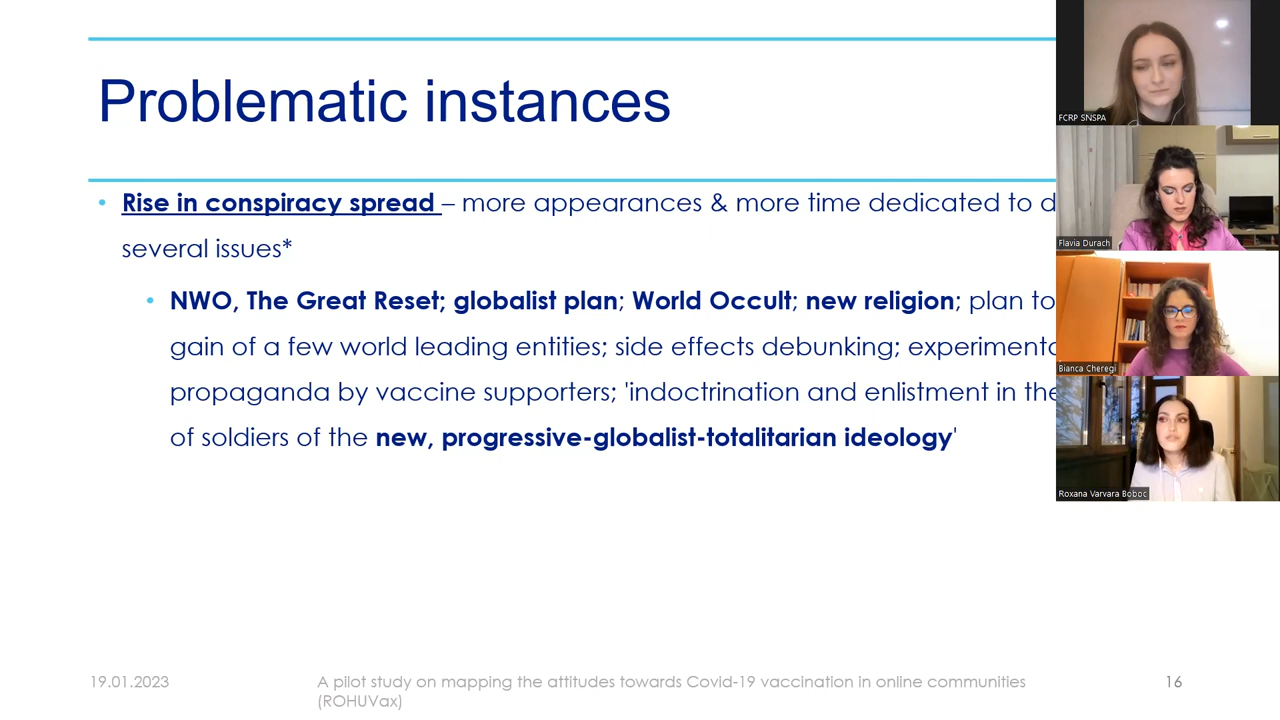 Problematic instances
• Rise in conspiracy spread – more appearances & more time dedicated to
several issues*
• NWO, The Great Reset; globalist plan; World Occult; new religion; plan to
gain of a few world leading entities; side effects debunking;
propaganda by vaccine supporters; 'indoctrination and enlistment in the
of soldiers of the new, progressive-globalist-totalitarian ideology'
19.01.2023
A pilot study on mapping the attitudes towards Covid-19 vaccination in online communities
(ROHUVax)
16
FCRP SNSPA
Flavia Durach
Bianca Cheregi
Roxana Varvara Boboc